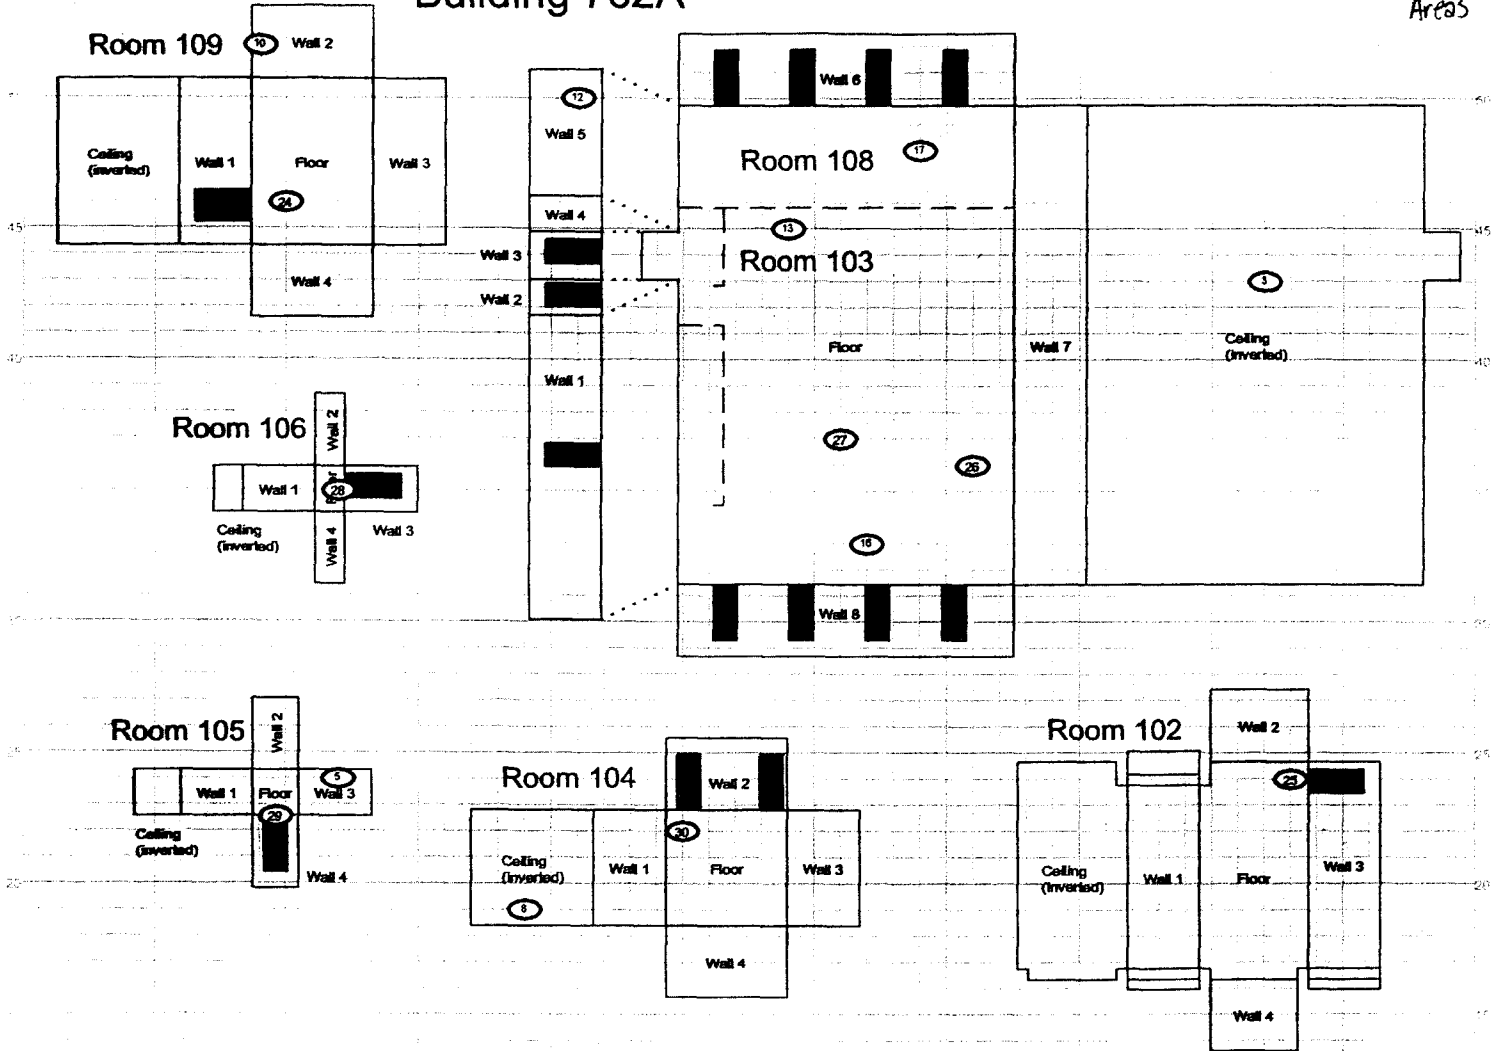 Areas
Room 109
10
Wall 2
Ceiling
(inverted)
Wall 1
Floor
Wall 3
24
Wall 4
12
Wall 5
Wall 4
Wall 3
Wall 2
Wall 1
Wall 6
Room 108
17
13
Room 103
3
Floor
Wall 7
Ceiling
(inverted)
27
26
16
Wall 8
50
45
40
Room 106
Wall 2
Wall 1
28
Ceiling
(inverted)
Wall 4
Wall 3
Room 105
Wall 2
5
Wall 1
Floor
Wall 3
29
Ceiling
(inverted)
Wall 4
Room 104
Wall 2
30
Ceiling
(inverted)
Wall 1
Floor
Wall 3
8
Wall 4
Room 102
Wall 2
Ceiling
(inverted)
Wall 1
Floor
Wall 3
Wall 4
25
20